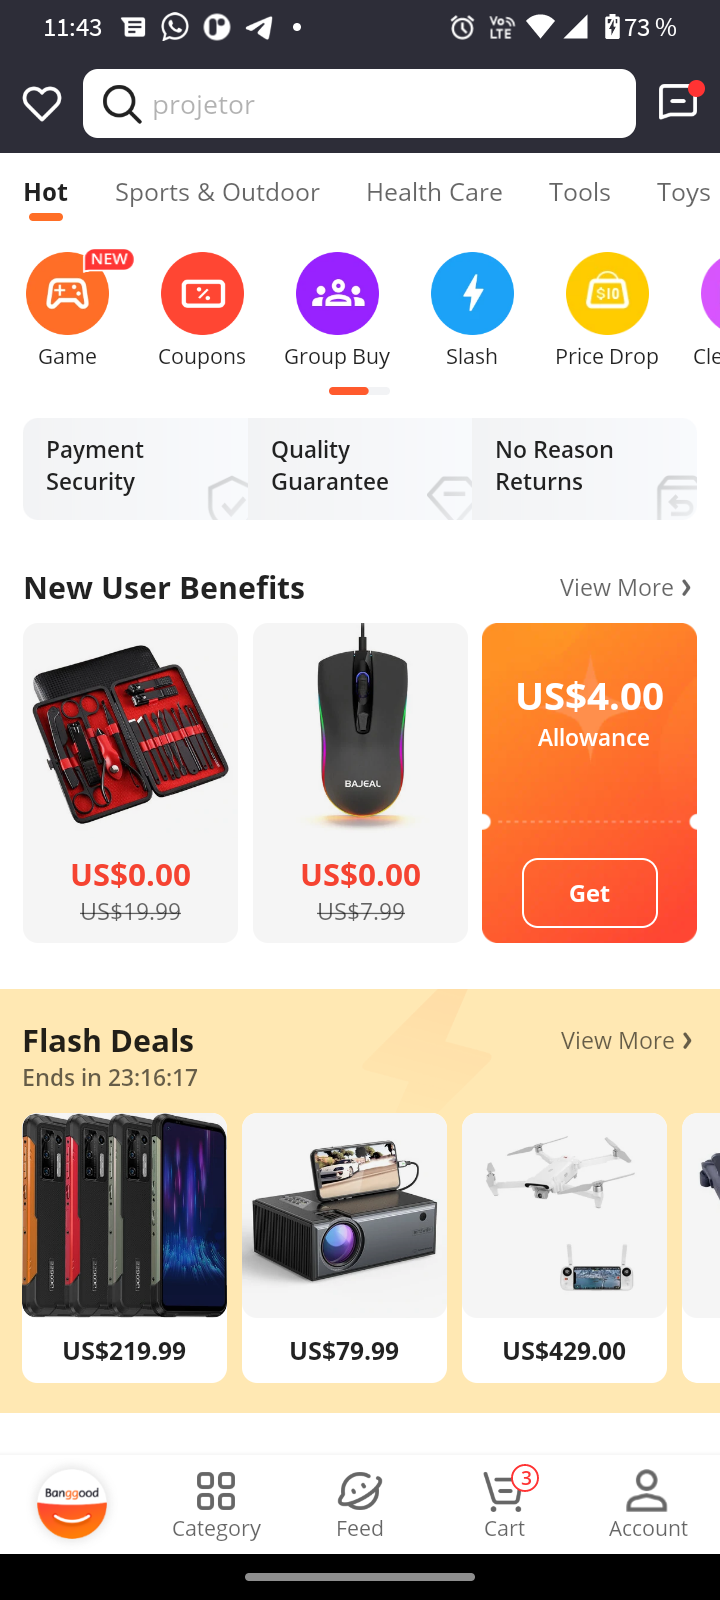 11:43
Vo
LTE
73 %
projetor
Hot Sports & Outdoor Health Care Tools Toys
NEW
%
$10
Game Coupons Group Buy Slash Price Drop Cle
Payment
Security
Quality
Guarantee
No Reason
Returns
New User Benefits View More
BAJEAL
US$0.00
US$19.99
US$0.00
US$7.99
US$4.00
Allowance
Get
Flash Deals View More
Ends in 23:16:17
US$219.99 US$79.99 US$429.00
Banggood
3
Category Feed Cart Account